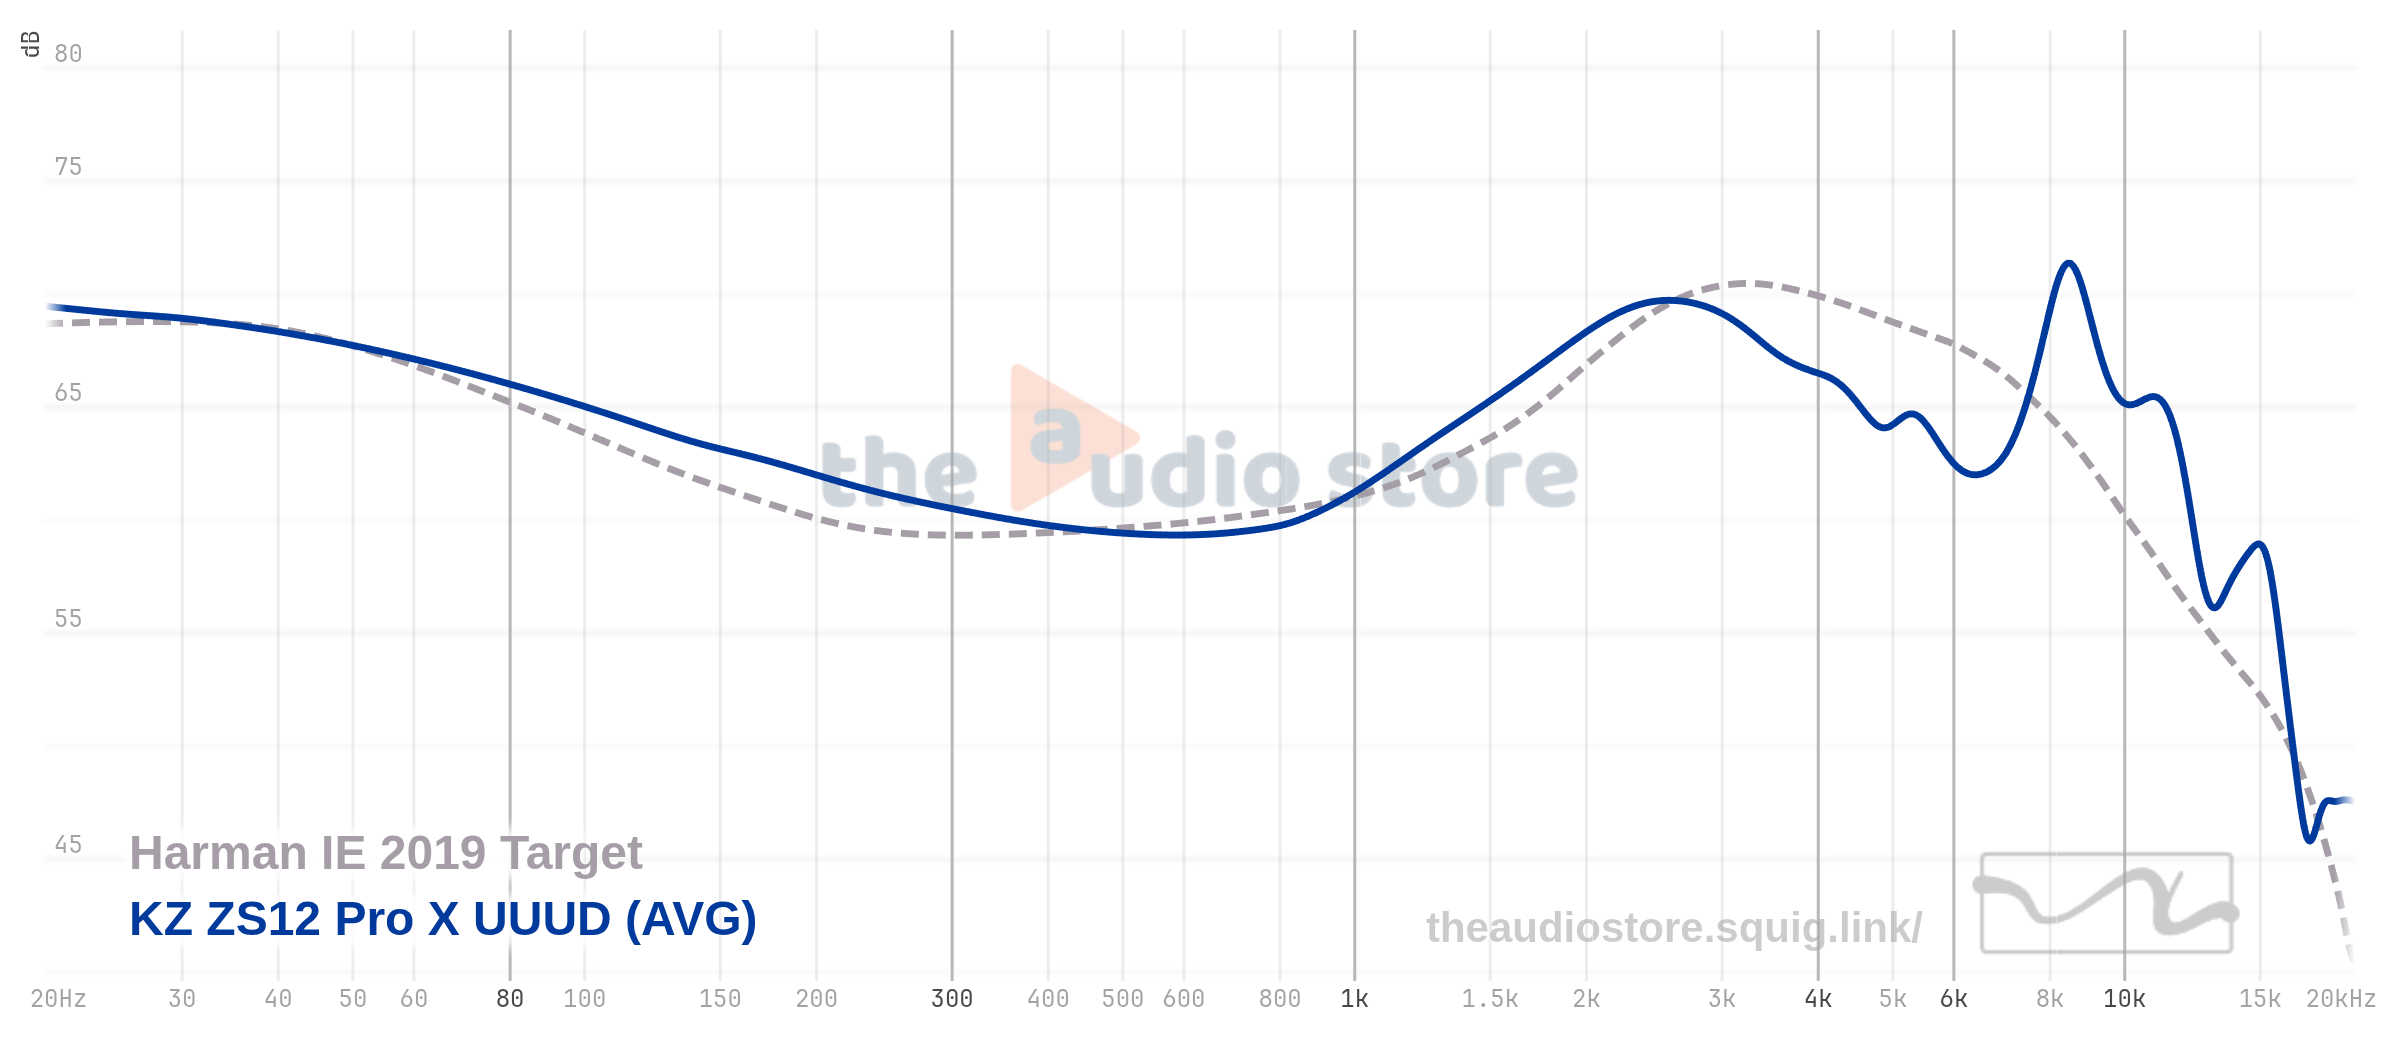 dB
80
75
65
55
45
the audio store
Harman IE 2019 Target
KZ ZS12 Pro X UUUD (AVG)
theaudiostore.squig.link/
20Hz 30 40 50 60 80 100 150 200 300 400 500 600 800 1k 1.5k 2k 3k 4k 5k 6k 8k 10k 15k 20kHz